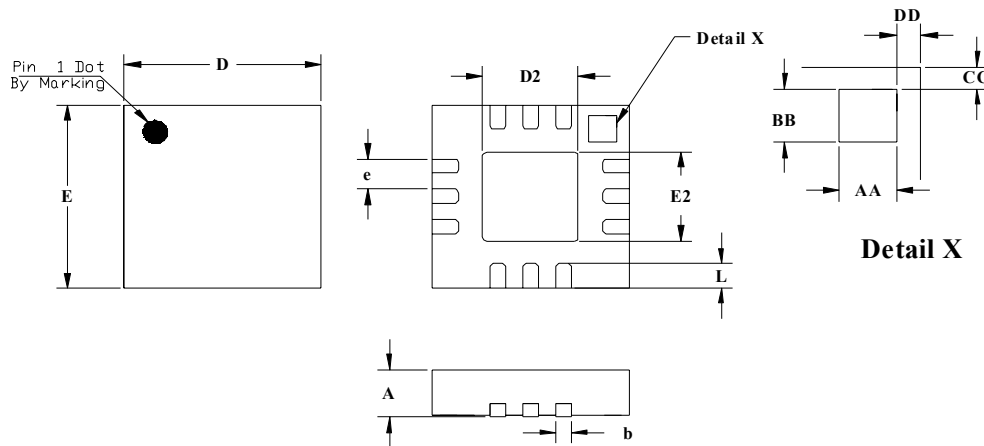 Pin 1 Dot
By Marking
D
E
e
D2
E2
L
Detail X
DD
CC
BB
AA
Detail X
A
b